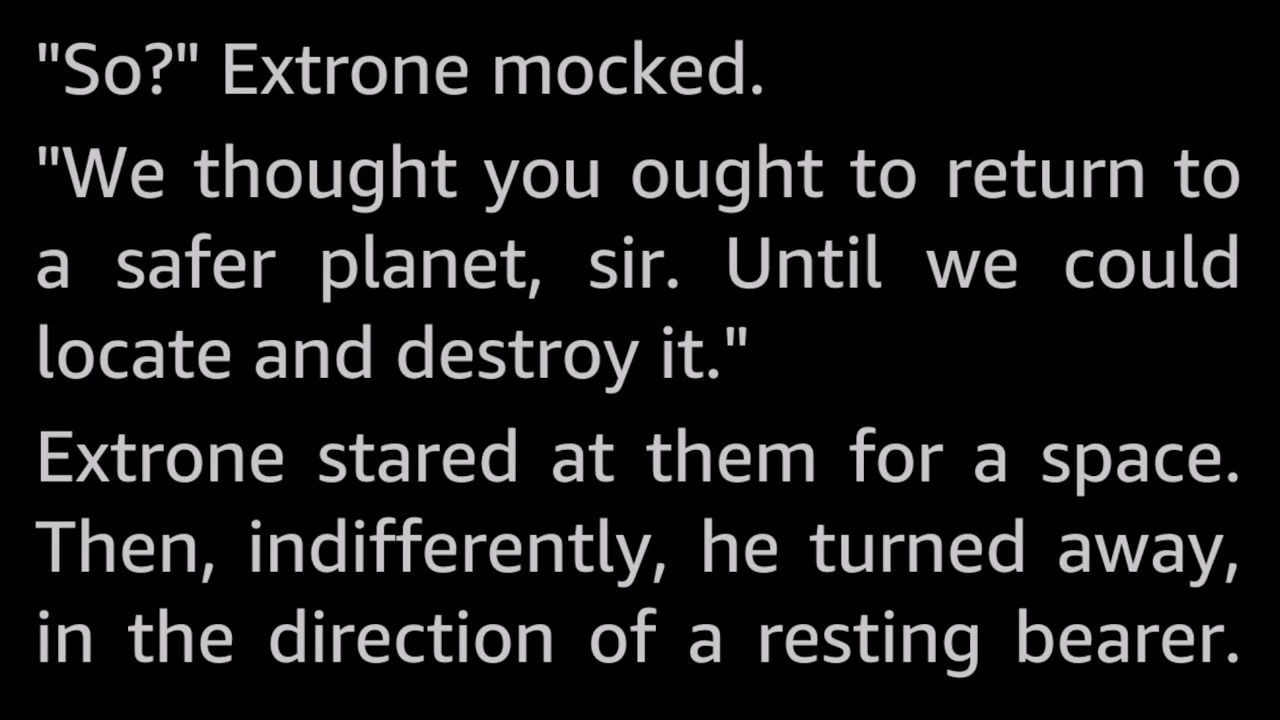 "So?" Extrone mocked.
"We thought you ought to return to
a safer planet, sir. Until we could
locate and destroy it."
Extrone stared at them for a space.
Then, indifferently, he turned away,
in the direction of a resting bearer.